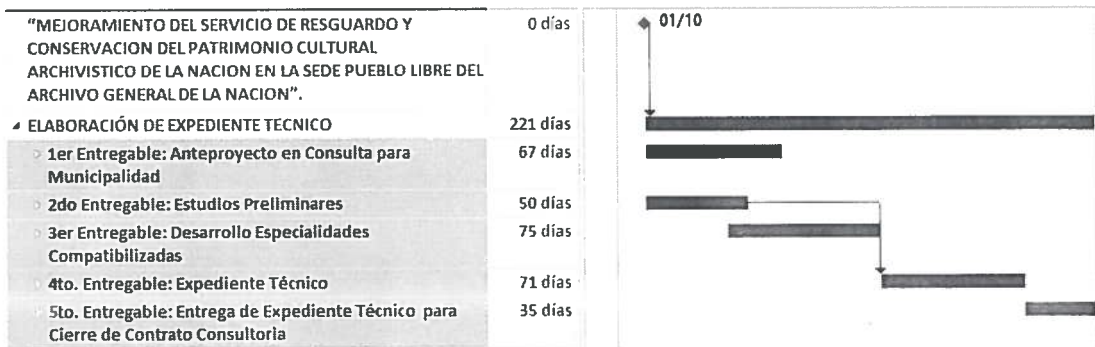 "MEJORAMIENTO DEL SERVICIO DE RESGUARDO Y 0 días 01/10
CONSERVACION DEL PATRIMONIO CULTURAL
ARCHIVISTICO DE LA NACION EN LA SEDE PUEBLO LIBRE DEL
ARCHIVO GENERAL DE LA NACION".
ELABORACIÓN DE EXPEDIENTE TECNICO 221 días
1er Entregable: Anteproyecto en Consulta para 67 días
Municipalidad
2do Entregable: Estudios Preliminares 50 días
3er Entregable: Desarrollo Especialidades 75 días
Compatibilizadas
4to. Entregable: Expediente Técnico 71 días
5to. Entregable: Entrega de Expediente Técnico para 35 días
Cierre de Contrato Consultoria